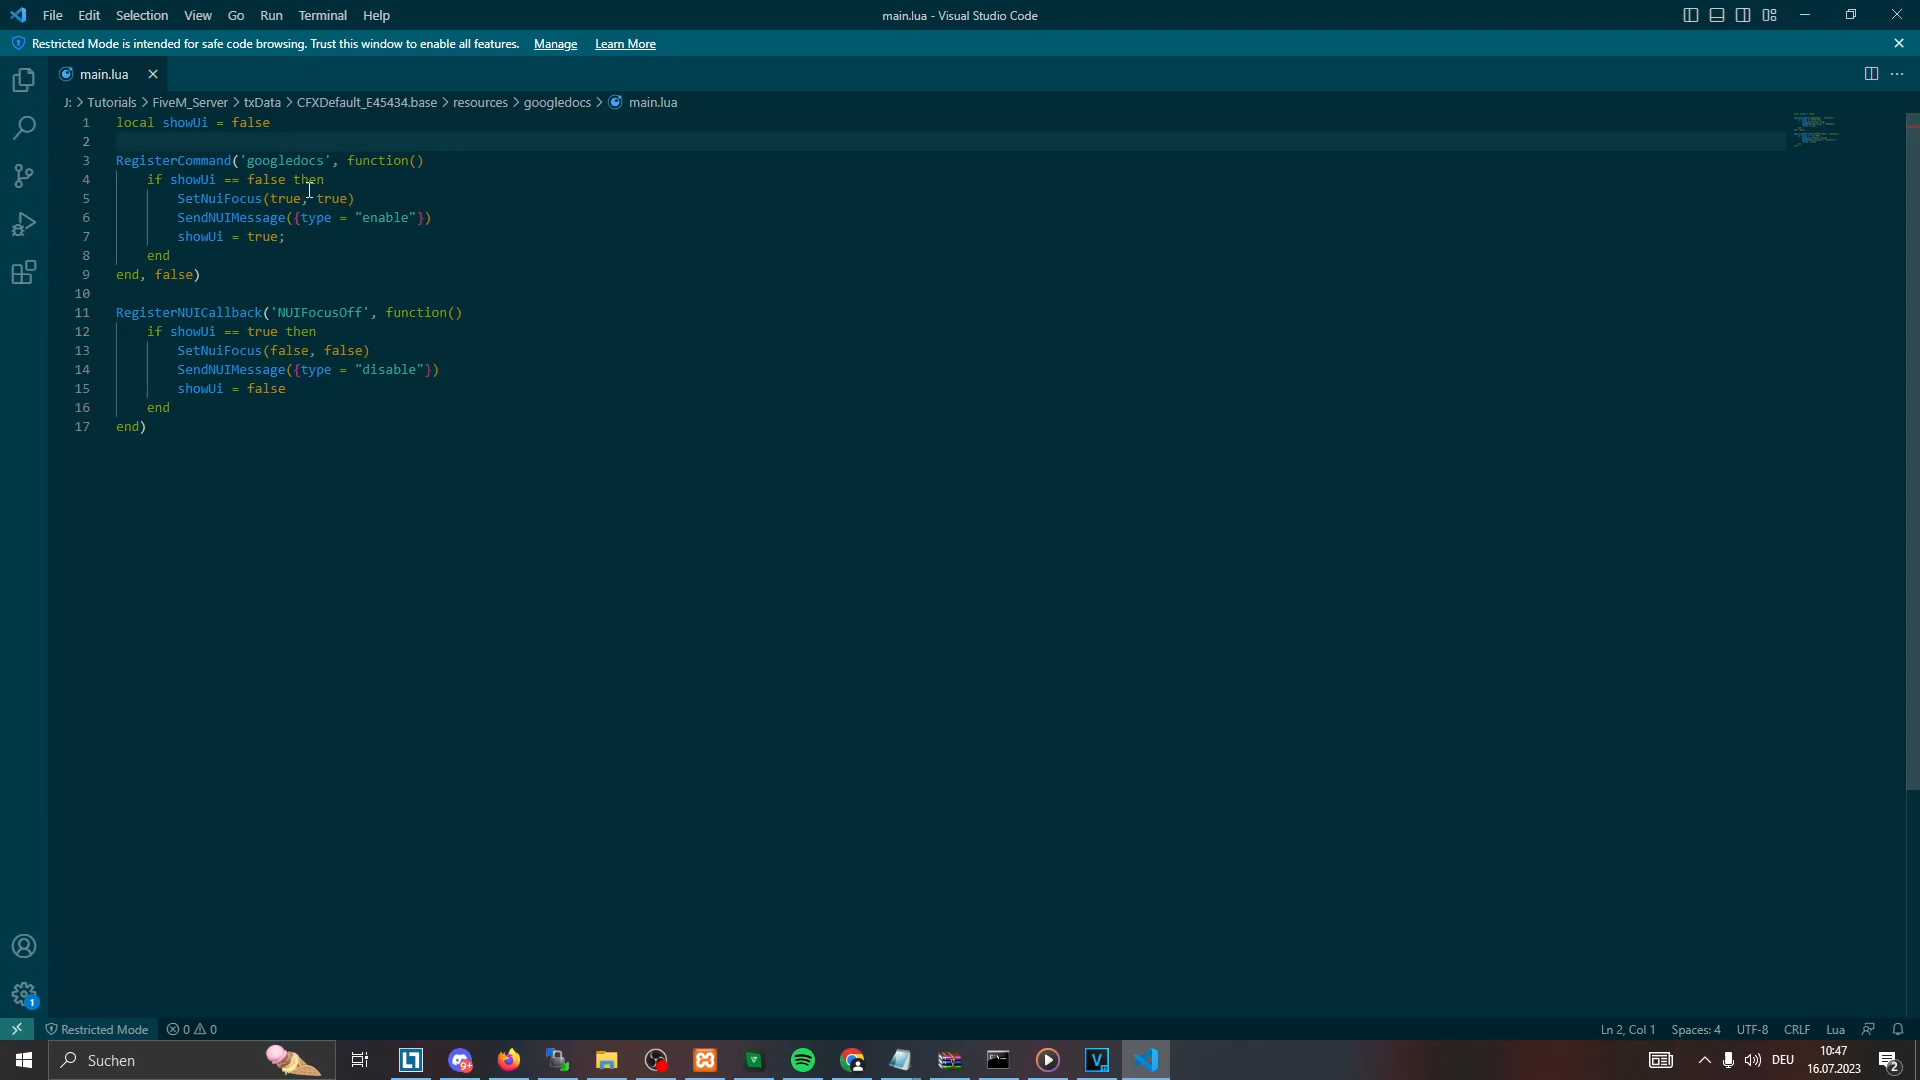 File Edit Selection View Go Run Terminal Help
main.lua - Visual Studio Code
Restricted Mode is intended for safe code browsing. Trust this window to enable all features. Manage Learn More
main.lua
J: > Tutorials > FiveM_Server > txData > CFXDefault_E45434.base > resources > googledocs > main.lua
1 local showUi = false
2
3 RegisterCommand('googledocs', function()
4 if showUi == false then
5 SetNuiFocus(true, true)
6 SendNUIMessage({type = "enable"})
7 showUi = true;
8 end
9 end, false)
10
11 RegisterNUICallback('NUIFocusOff', function()
12 if showUi == true then
13 SetNuiFocus(false, false)
14 SendNUIMessage({type = "disable"})
15 showUi = false
16 end
17 end)
1
Restricted Mode 0 0 Ln 2, Col 1 Spaces: 4 UTF-8 CRLF Lua
Suchen 9+ DEU 10:47
16.07.2023 2